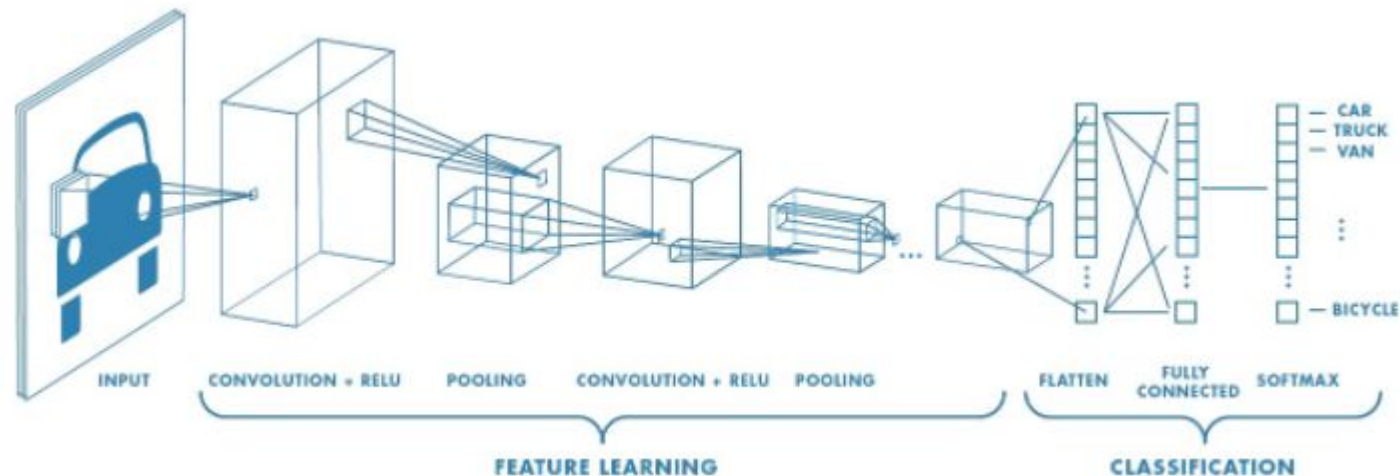 CAR
TRUCK
VAN
BICYCLE
INPUT
CONVOLUTION + RELU
POOLING
CONVOLUTION + RELU
POOLING
FLATTEN
FULLY
CONNECTED
SOFTMAX
FEATURE LEARNING
CLASSIFICATION